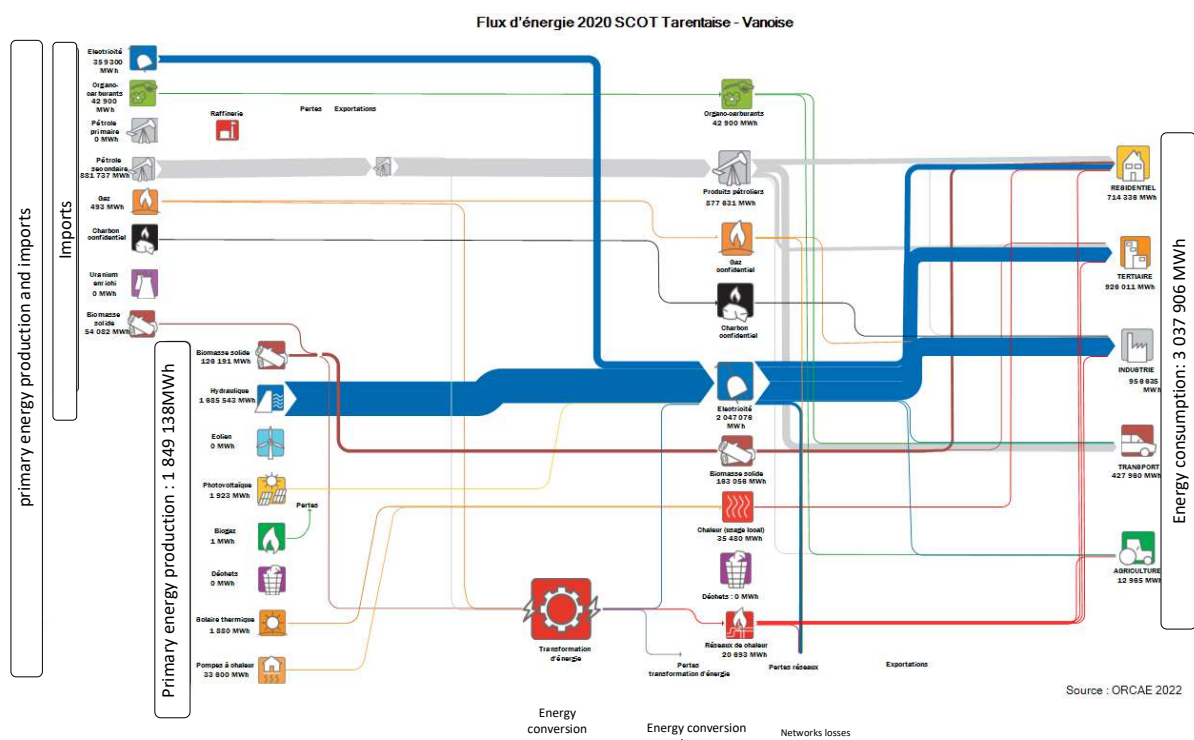 Flux d'énergie 2020 SCOT Tarentaise - Vanoise
primary energy production and imports
Imports
Electricité
359 300
MWh
Organo-
carburants
42 900
MWh
Pétrole
primaire
0 MWh
Pétrole
secondaire
881 737 MWh
Gaz
493 MWh
Charbon
confidentiel
Uranium
enrichi
0 MWh
Biomasse
solide
54 082 MWh
Raffinerie
Pertes
Exportations
Primary energy production : 1 849 138MWh
Biomasse solide
126 191 MWh
Hydraulique
1 685 543 MWh
Eolien
0 MWh
Photovoltaïque
1 923 MWh
Pertes
Biogaz
1 MWh
Déchets
0 MWh
Solaire thermique
1 880 MWh
Pompes à chaleur
33 600 MWh
Transformation
d'énergie
Organo-carburants
42 900 MWh
Produits pétroliers
877 631 MWh
Gaz
confidentiel
Charbon
confidentiel
Electricité
2 047 076
MWh
Biomasse solide
163 056 MWh
Chaleur (usage local)
35 480 MWh
Déchets : 0 MWh
Réseaux de chaleur
20 693 MWh
Pertes
transformation d'énergie
Pertes réseaux
Exportations
RESIDENTIEL
714 336 MWh
TERTIAIRE
926 011 MWh
INDUSTRIE
956 635
MWh
TRANSPORT
427 960 MWh
AGRICULTURE
12 965 MWh
Energy consumption: 3 037 906 MWh
Source : ORCAE 2022
Energy
conversion
Energy conversion
Networks losses